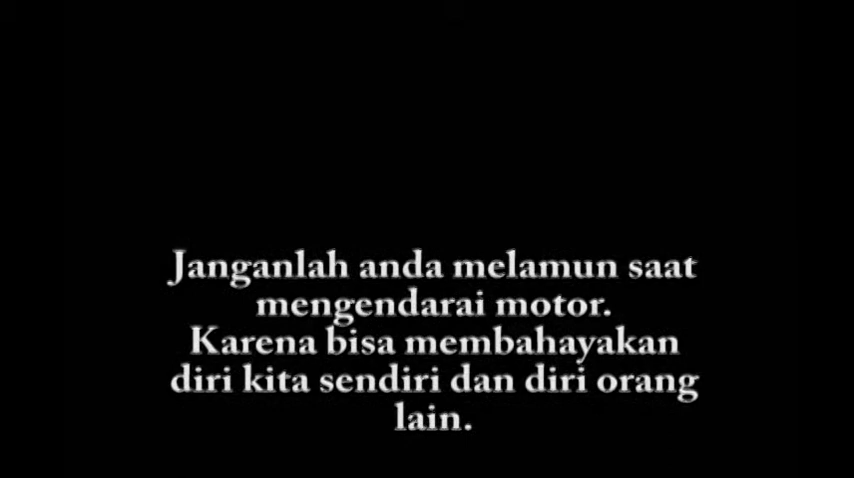 Janganlah anda melamun saat
mengendarai motor.
Karena bisa membahayakan
diri kita sendiri dan diri orang
lain.